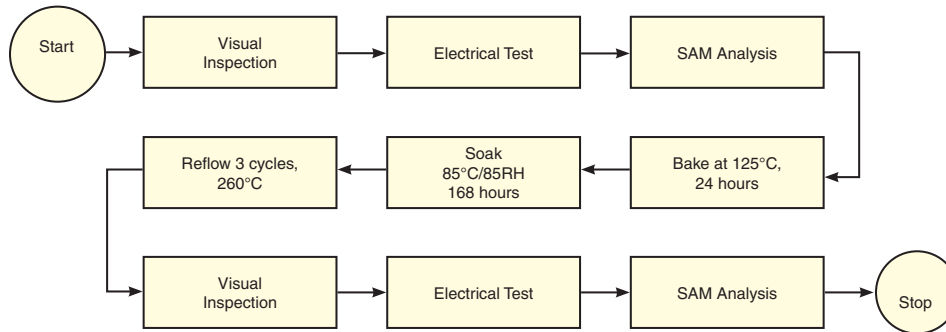 Start
Visual
Inspection
Electrical Test
SAM Analysis
Bake at 125°C,
24 hours
Soak
85°C/85RH
168 hours
Reflow 3 cycles,
260°C
Visual
Inspection
Electrical Test
SAM Analysis
Stop